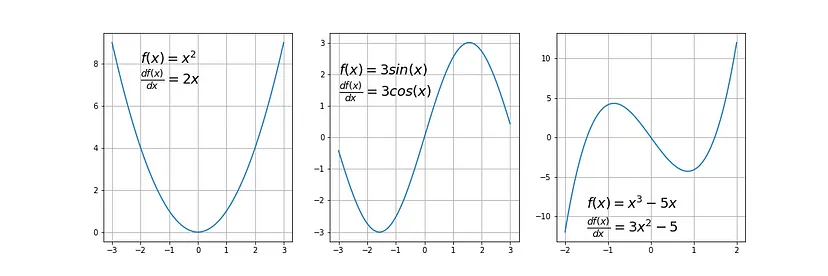 f(x) = x²
df(x)/dx = 2x
8
6
4
2
0
−3 −2 −1 0 1 2 3
f(x) = 3sin(x)
df(x)/dx = 3cos(x)
3
2
1
0
−1
−2
−3
−3 −2 −1 0 1 2 3
10
5
0
−5
−10
f(x) = x³ − 5x
df(x)/dx = 3x² − 5
−2 −1 0 1 2